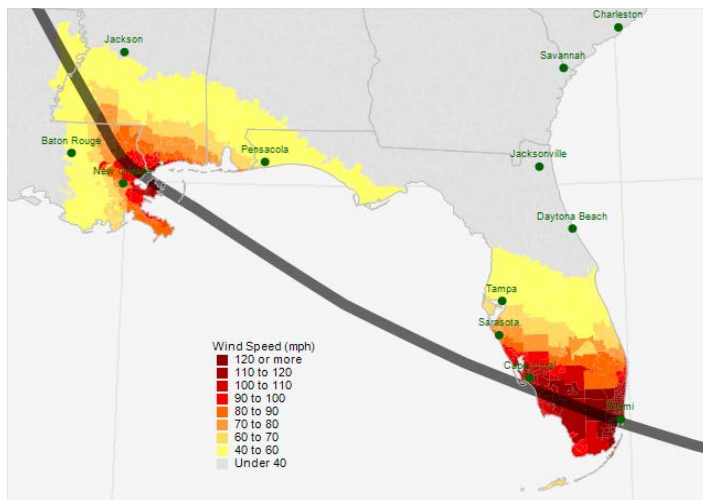 Charleston
Jackson
Savannah
Baton Rouge
Pensacola
Jacksonville
New
Daytona Beach
Tampa
Sarasota
Wind Speed (mph)
120 or more
110 to 120
100 to 110
90 to 100
80 to 90
70 to 80
60 to 70
40 to 60
Under 40
Cape Coral
Miami